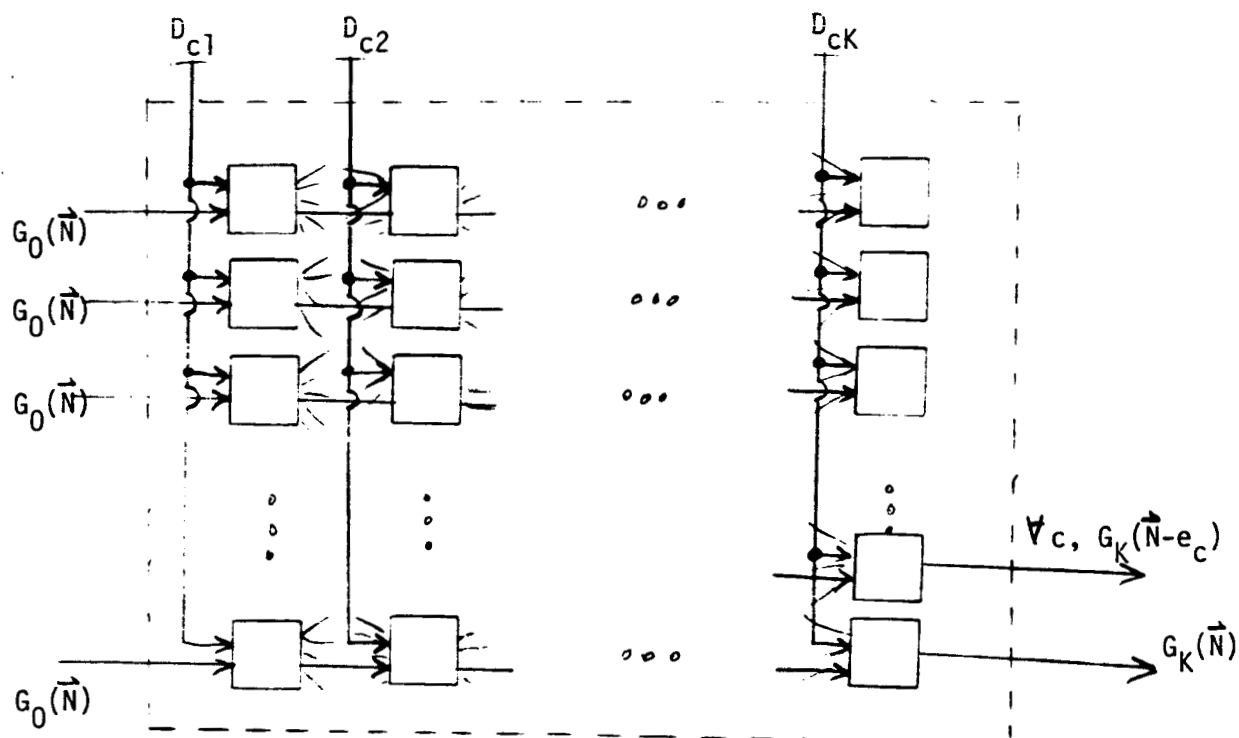 D_c1 D_c2 D_cK
G_0(N⃗)
G_0(N⃗)
G_0(N⃗)
∀c, G_K(N⃗-e_c)
G_K(N⃗)
G_0(N⃗)